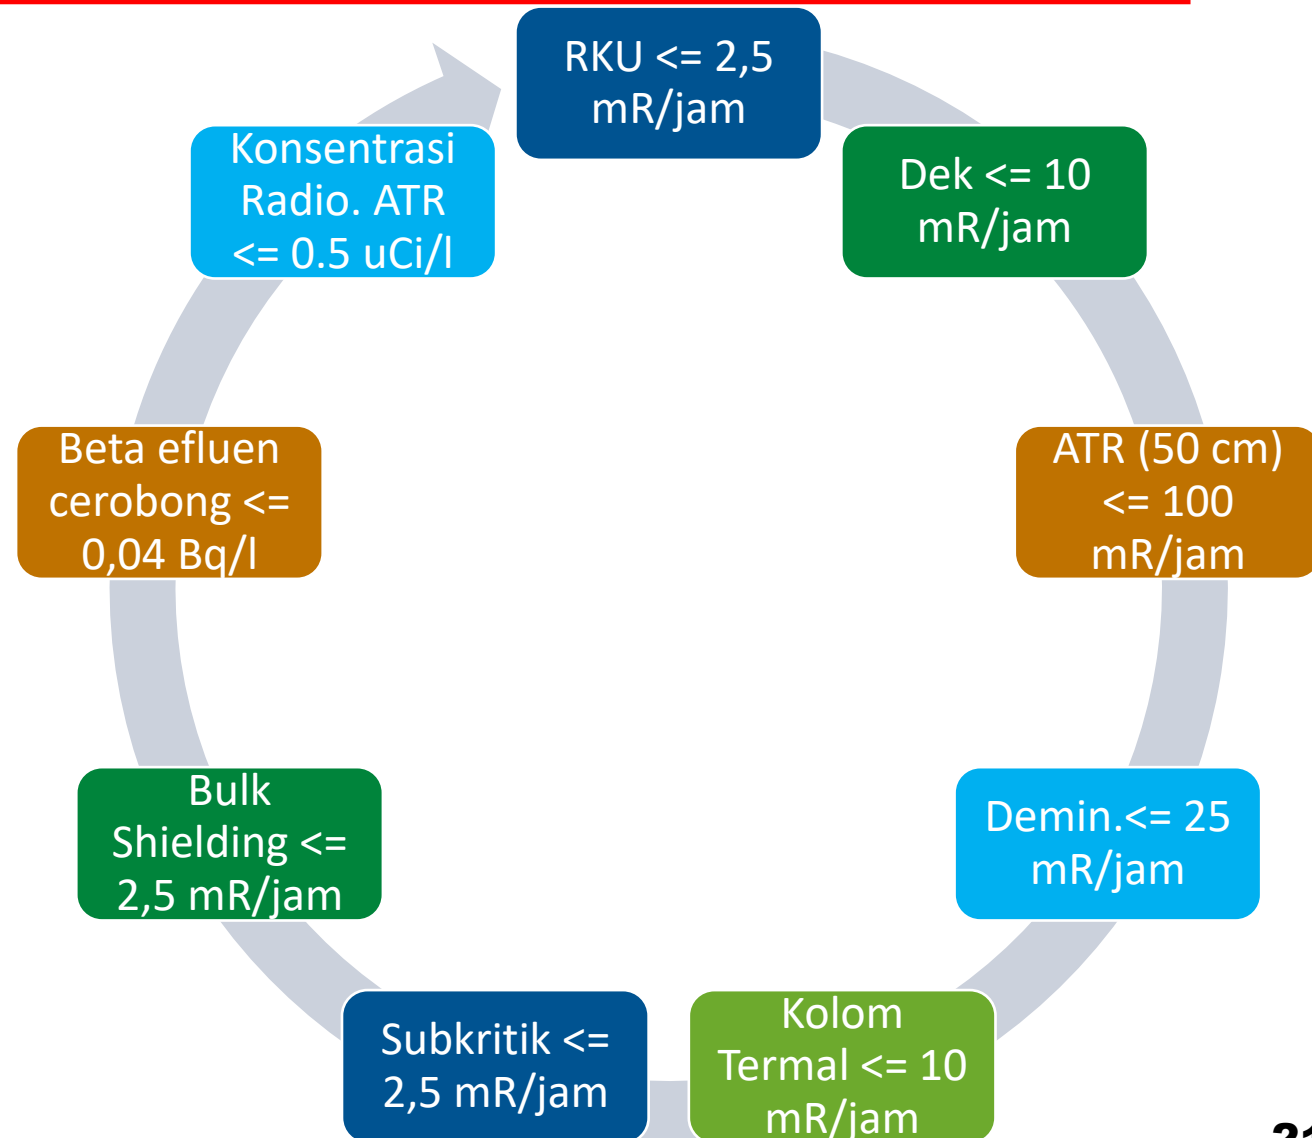 RKU <= 2,5
mR/jam
Dek <= 10
mR/jam
ATR (50 cm)
<= 100
mR/jam
Demin.<= 25
mR/jam
Kolom
Termal <= 10
mR/jam
Subkritik <=
2,5 mR/jam
Bulk
Shielding <=
2,5 mR/jam
Beta efluen
cerobong <=
0,04 Bq/l
Konsentrasi
Radio. ATR
<= 0.5 uCi/l